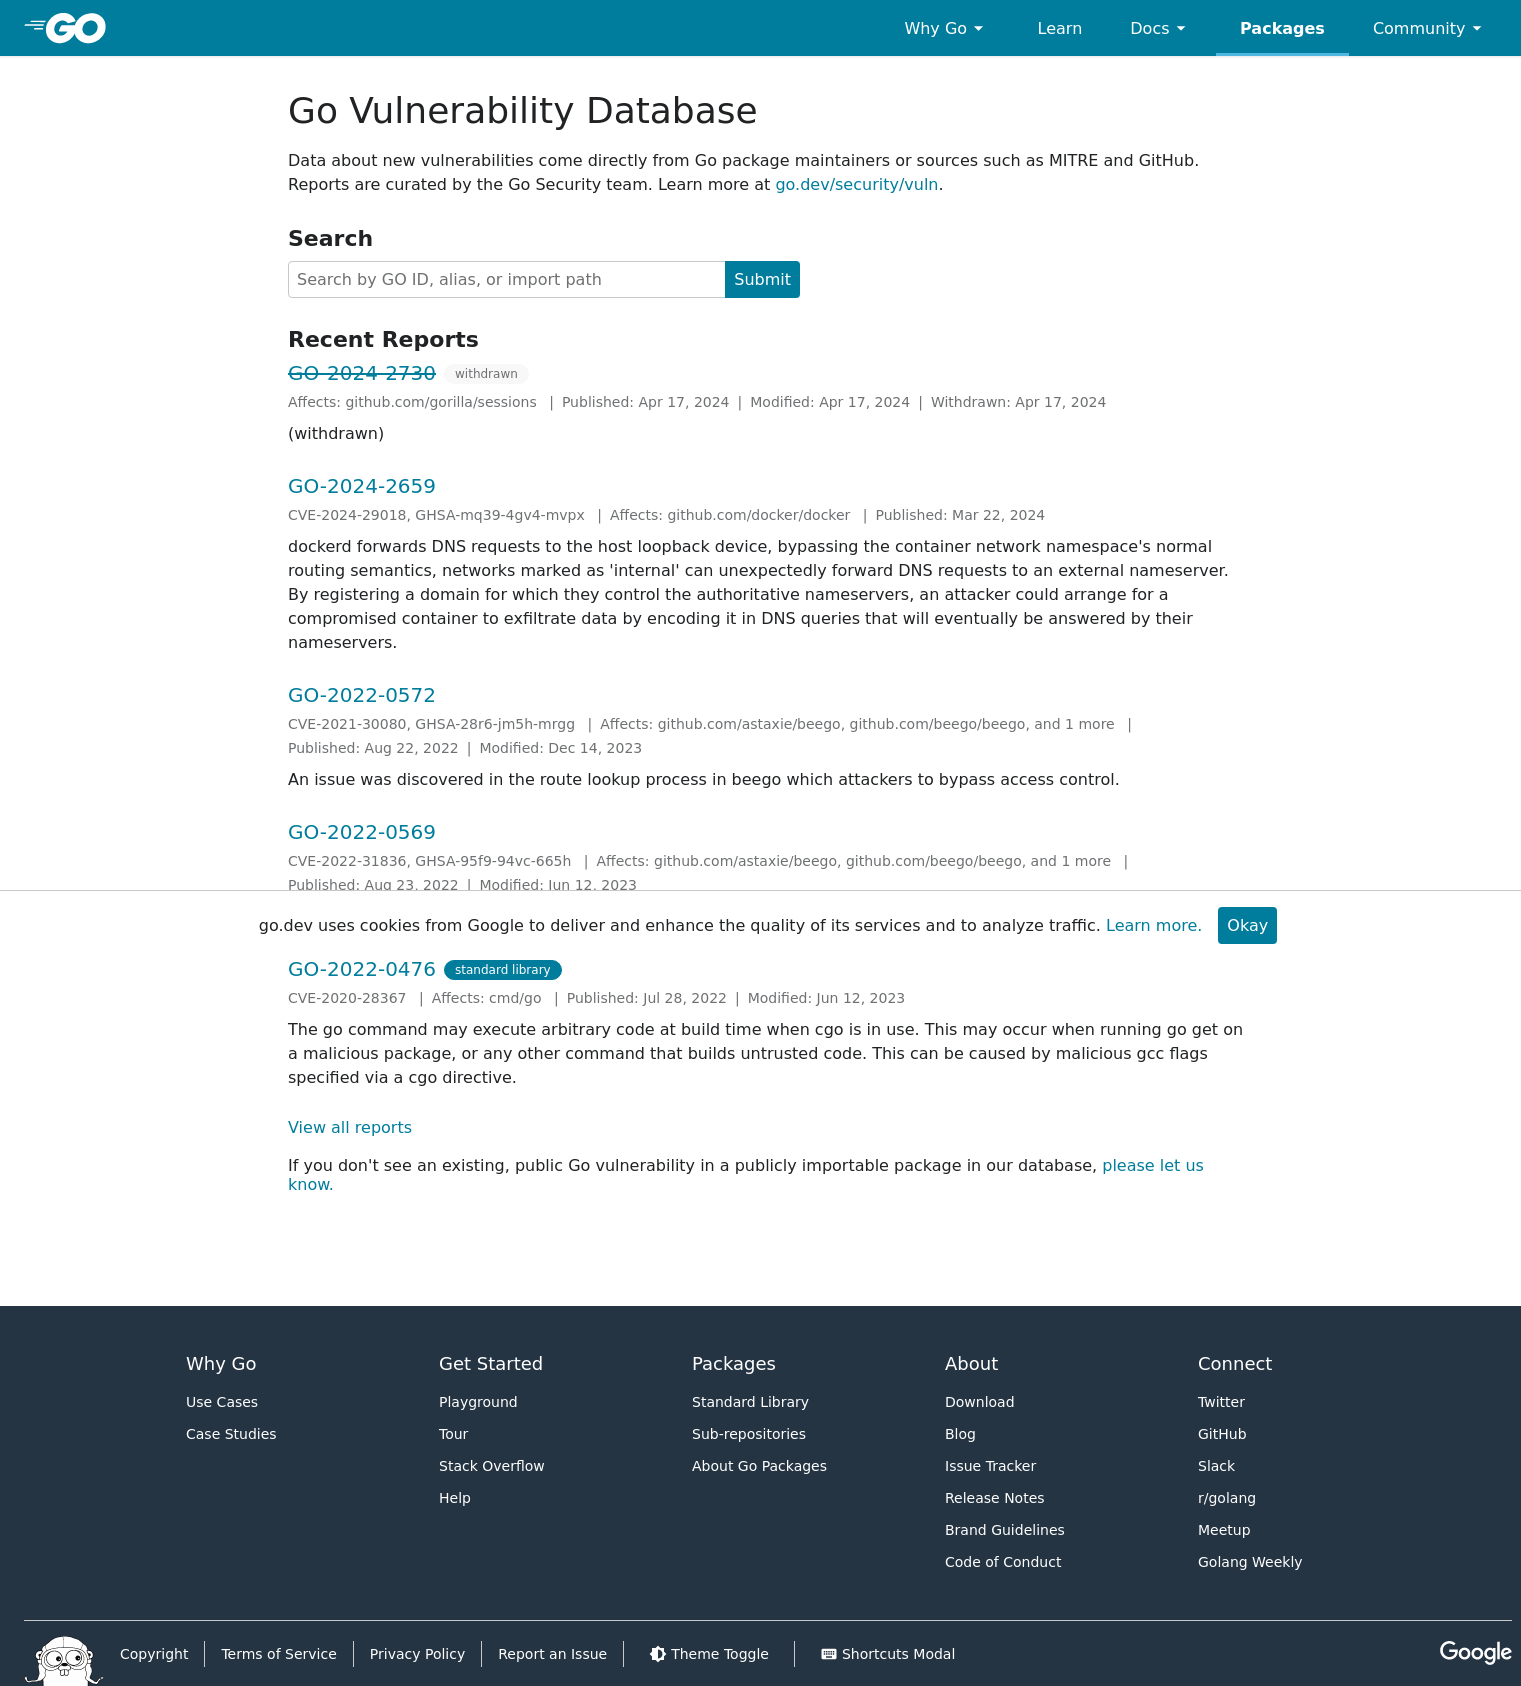 GO
Why Go
Learn
Docs
Packages
Community
Go Vulnerability Database
Data about new vulnerabilities come directly from Go package maintainers or sources such as MITRE and GitHub.
Reports are curated by the Go Security team. Learn more at go.dev/security/vuln.
Search
Search by GO ID, alias, or import path
Submit
Recent Reports
GO-2024-2730 withdrawn
Affects: github.com/gorilla/sessions | Published: Apr 17, 2024 | Modified: Apr 17, 2024 | Withdrawn: Apr 17, 2024
(withdrawn)
GO-2024-2659
CVE-2024-29018, GHSA-mq39-4gv4-mvpx | Affects: github.com/docker/docker | Published: Mar 22, 2024
dockerd forwards DNS requests to the host loopback device, bypassing the container network namespace's normal
routing semantics, networks marked as 'internal' can unexpectedly forward DNS requests to an external nameserver.
By registering a domain for which they control the authoritative nameservers, an attacker could arrange for a
compromised container to exfiltrate data by encoding it in DNS queries that will eventually be answered by their
nameservers.
GO-2022-0572
CVE-2021-30080, GHSA-28r6-jm5h-mrgg | Affects: github.com/astaxie/beego, github.com/beego/beego, and 1 more |
Published: Aug 22, 2022 | Modified: Dec 14, 2023
An issue was discovered in the route lookup process in beego which attackers to bypass access control.
GO-2022-0569
CVE-2022-31836, GHSA-95f9-94vc-665h | Affects: github.com/astaxie/beego, github.com/beego/beego, and 1 more |
Published: Aug 23, 2022 | Modified: Jun 12, 2023
go.dev uses cookies from Google to deliver and enhance the quality of its services and to analyze traffic. Learn more.
Okay
GO-2022-0476 standard library
CVE-2020-28367 | Affects: cmd/go | Published: Jul 28, 2022 | Modified: Jun 12, 2023
The go command may execute arbitrary code at build time when cgo is in use. This may occur when running go get on
a malicious package, or any other command that builds untrusted code. This can be caused by malicious gcc flags
specified via a cgo directive.
View all reports
If you don't see an existing, public Go vulnerability in a publicly importable package in our database, please let us
know.
Why Go
Use Cases
Case Studies
Get Started
Playground
Tour
Stack Overflow
Help
Packages
Standard Library
Sub-repositories
About Go Packages
About
Download
Blog
Issue Tracker
Release Notes
Brand Guidelines
Code of Conduct
Connect
Twitter
GitHub
Slack
r/golang
Meetup
Golang Weekly
Copyright
Terms of Service
Privacy Policy
Report an Issue
Theme Toggle
Shortcuts Modal
Google